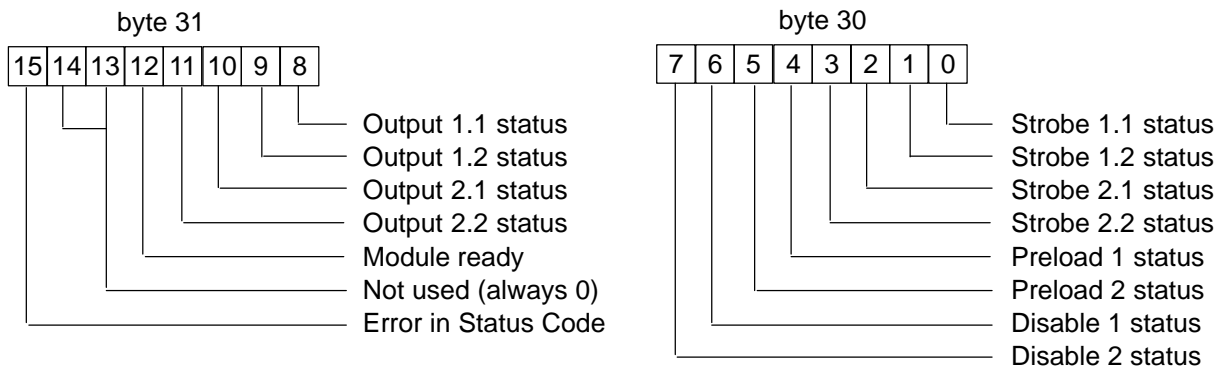 byte 31
15 14 13 12 11 10 9 8
Output 1.1 status
Output 1.2 status
Output 2.1 status
Output 2.2 status
Module ready
Not used (always 0)
Error in Status Code
byte 30
7 6 5 4 3 2 1 0
Strobe 1.1 status
Strobe 1.2 status
Strobe 2.1 status
Strobe 2.2 status
Preload 1 status
Preload 2 status
Disable 1 status
Disable 2 status